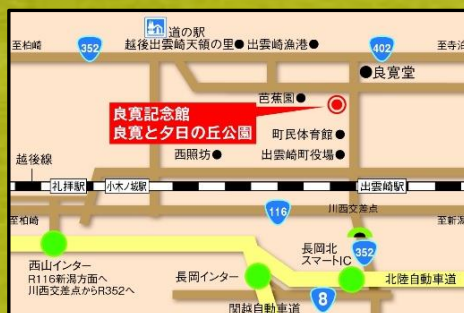 道の駅
越後出雲崎天領の里
出雲崎漁港
至柏崎
352
402
至寺泊
良寛堂
芭蕉園
良寛記念館
良寛と夕日の丘公園
町民体育館
西照坊
出雲崎町役場
越後線
礼拝駅
小木ノ城駅
出雲崎駅
至柏崎
116
川西交差点
至新潟
長岡北
スマートIC
352
西山インター
R116新潟方面へ
川西交差点からR352へ
長岡インター
北陸自動車道
関越自動車道
8